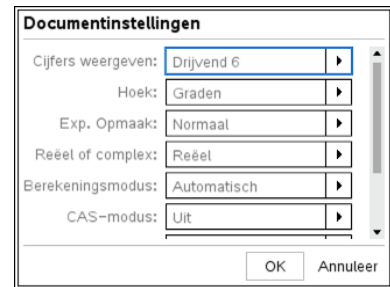 Documentinstellingen
Cijfers weergeven: Drijvend 6
Hoek: Graden
Exp. Opmaak: Normaal
Reëel of complex: Reëel
Berekeningsmodus: Automatisch
CAS-modus: Uit
OK Annuleer